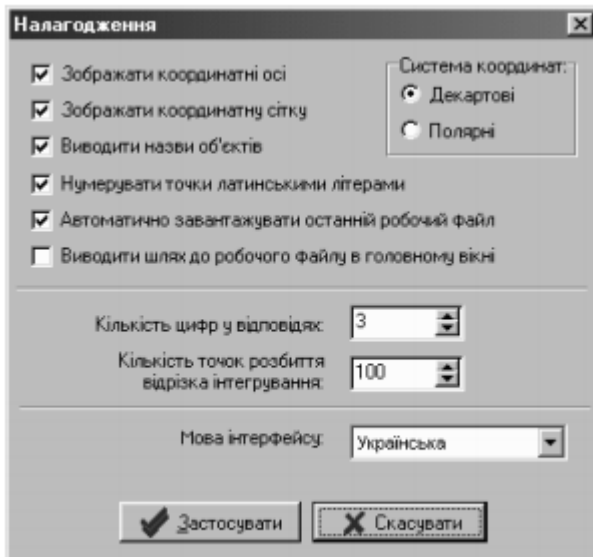 Налагодження
Зображати координатні осі
Зображати координатну сітку
Виводити назви об'єктів
Нумерувати точки латинськими літерами
Автоматично завантажувати останній робочий файл
Виводити шлях до робочого файлу в головному вікні
Система координат:
Декартові
Полярні
Кількість цифр у відповідях: 3
Кількість точок розбиття
відрізка інтегрування: 100
Мова інтерфейсу: Українська
Застосувати Скасувати